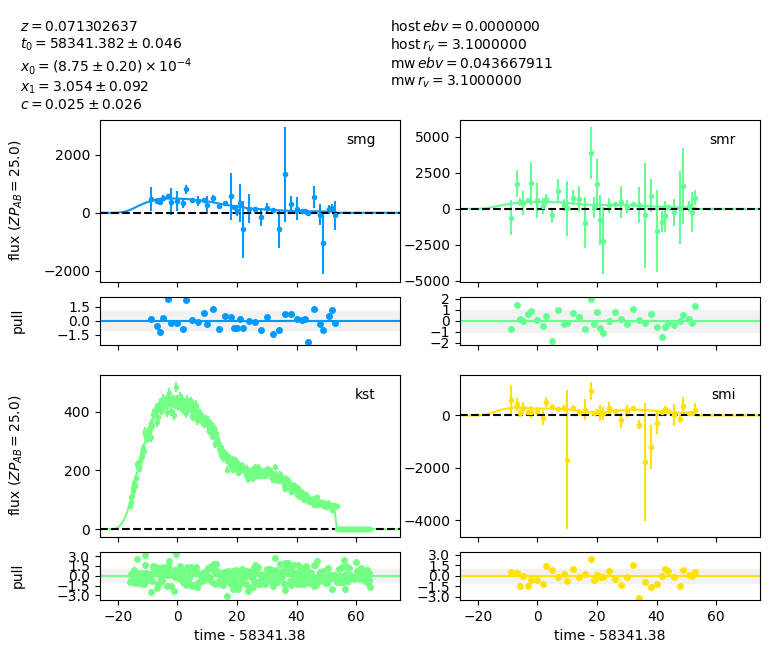 z = 0.071302637
t₀ = 58341.382 ± 0.046
x₀ = (8.75 ± 0.20) × 10⁻⁴
x₁ = 3.054 ± 0.092
c = 0.025 ± 0.026
host ebv = 0.0000000
host r_v = 3.1000000
mw ebv = 0.043667911
mw r_v = 3.1000000
flux (ZP_AB = 25.0)
2000
0
−2000
smg
5000
2500
0
−2500
−5000
smr
pull
1.5
0.0
−1.5
2
1
0
−1
−2
flux (ZP_AB = 25.0)
400
200
0
kst
0
−2000
−4000
smi
pull
3.0
1.5
0.0
−1.5
−3.0
3.0
1.5
0.0
−1.5
−3.0
−20 0 20 40 60
−20 0 20 40 60
time - 58341.38
time - 58341.38